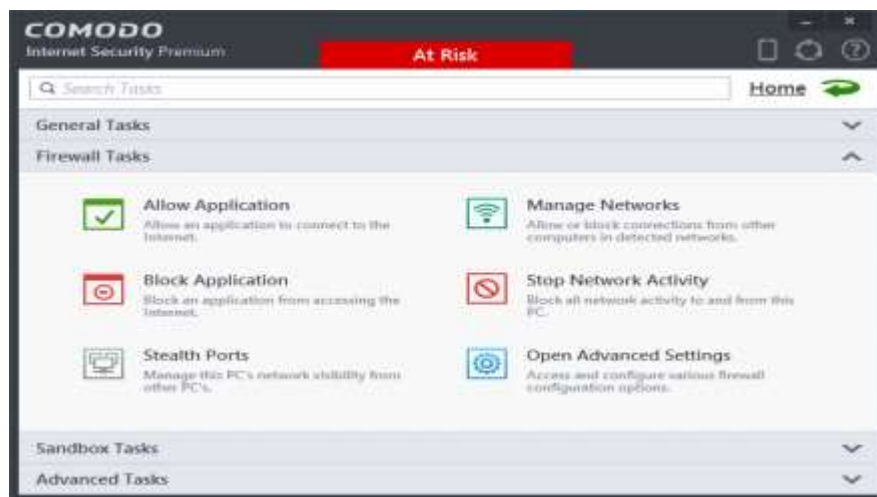 COMODO
Internet Security Premium
At Risk
Search Tasks
Home
General Tasks
Firewall Tasks
Allow Application
Allow an application to connect to the
Internet.
Manage Networks
Allow or block connections from other
computers in detected networks.
Block Application
Block an application from accessing the
Internet.
Stop Network Activity
Block all network activity to and from this
PC.
Stealth Ports
Manage this PC's network visibility from
other PC's.
Open Advanced Settings
Access and configure various firewall
configuration options.
Sandbox Tasks
Advanced Tasks